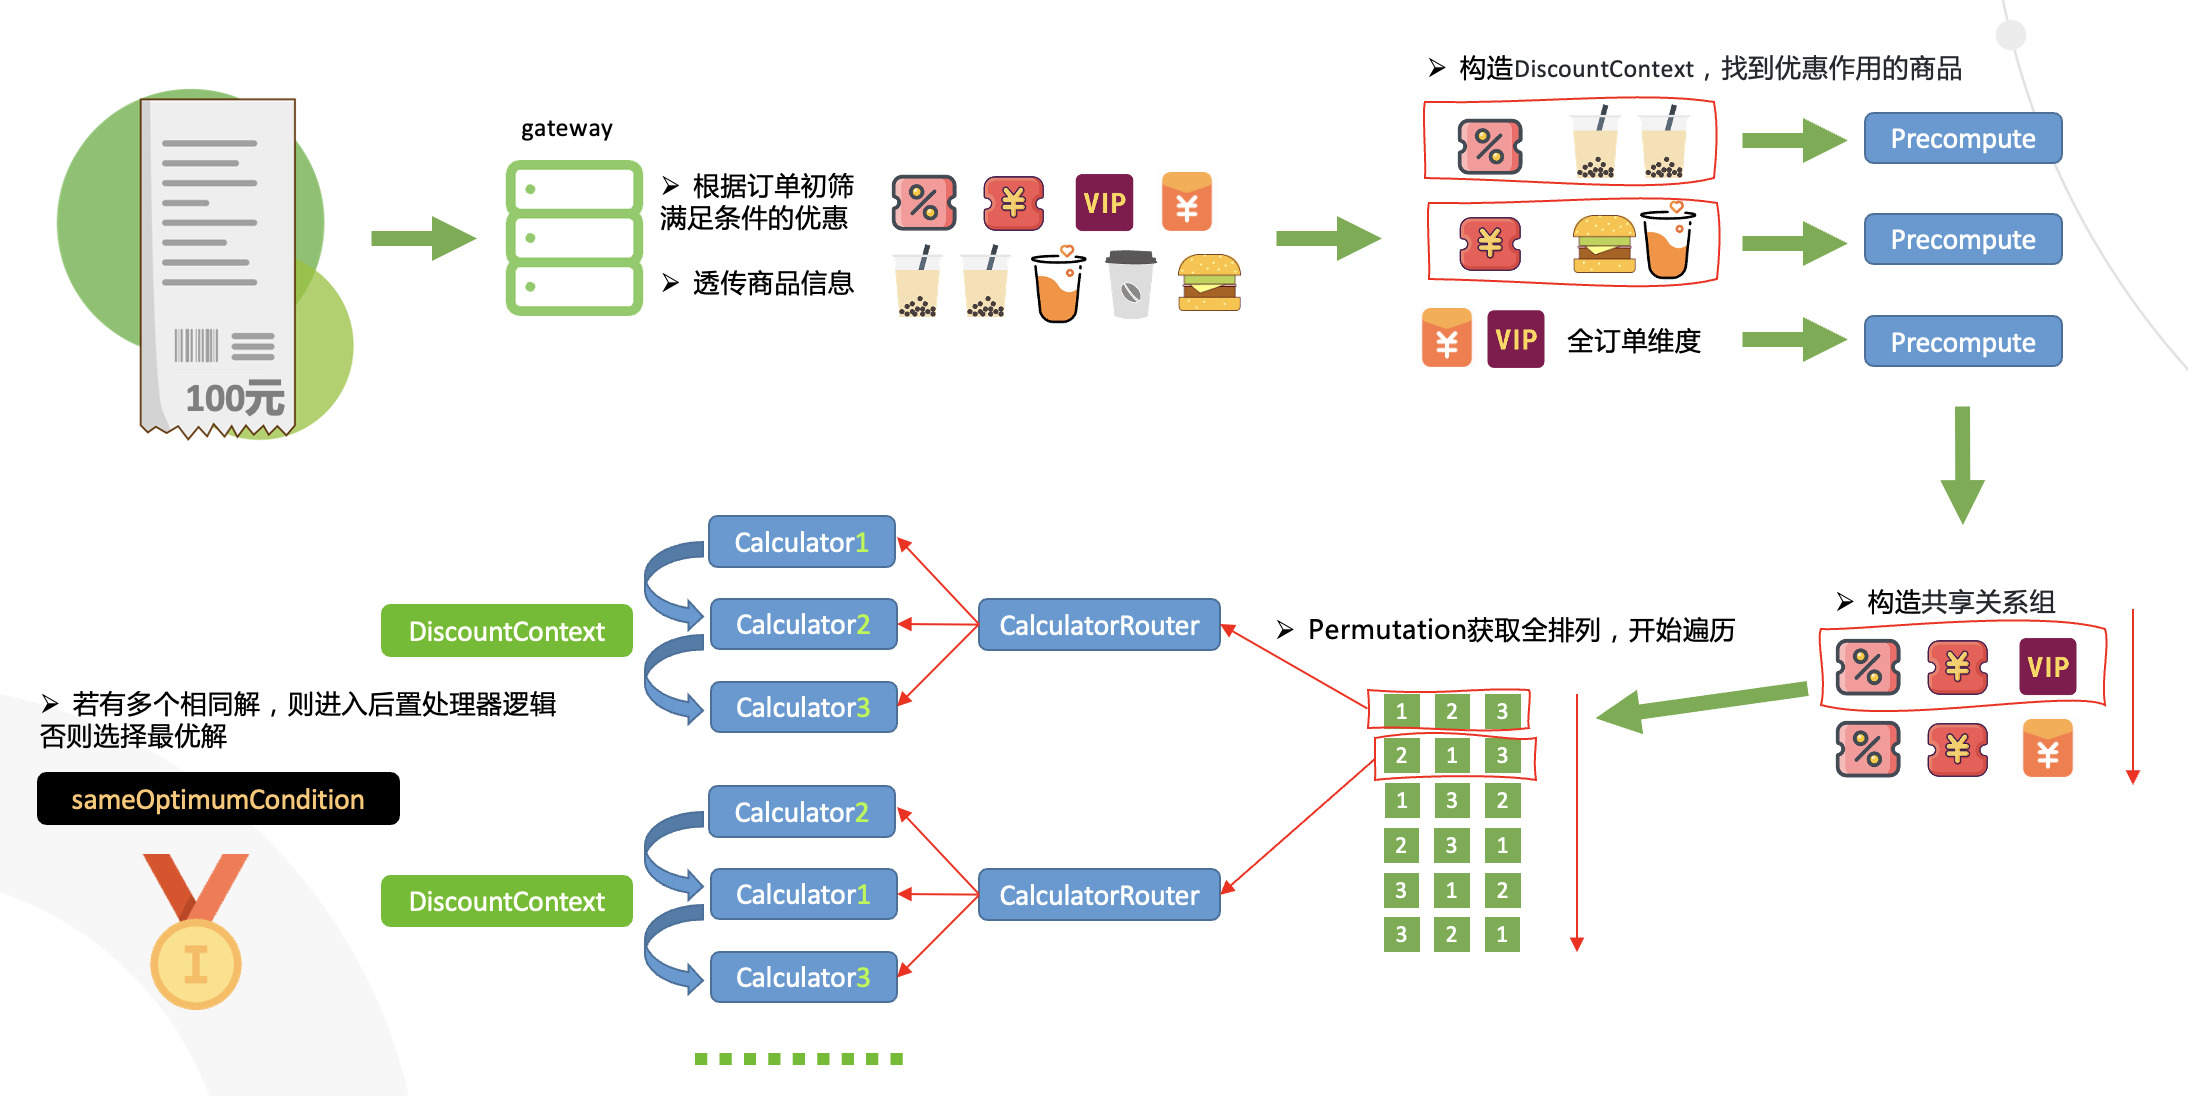 ➢ 构造DiscountContext，找到优惠作用的商品
gateway
➢ 根据订单初筛
满足条件的优惠
➢ 透传商品信息
VIP
100元
Precompute
Precompute
VIP 全订单维度
Precompute
➢ 构造共享关系组
VIP
➢ Permutation获取全排列，开始遍历
1 2 3
2 1 3
1 3 2
2 3 1
3 1 2
3 2 1
CalculatorRouter
Calculator1
Calculator2
Calculator3
DiscountContext
CalculatorRouter
Calculator2
Calculator1
Calculator3
DiscountContext
➢ 若有多个相同解，则进入后置处理器逻辑
否则选择最优解
sameOptimumCondition